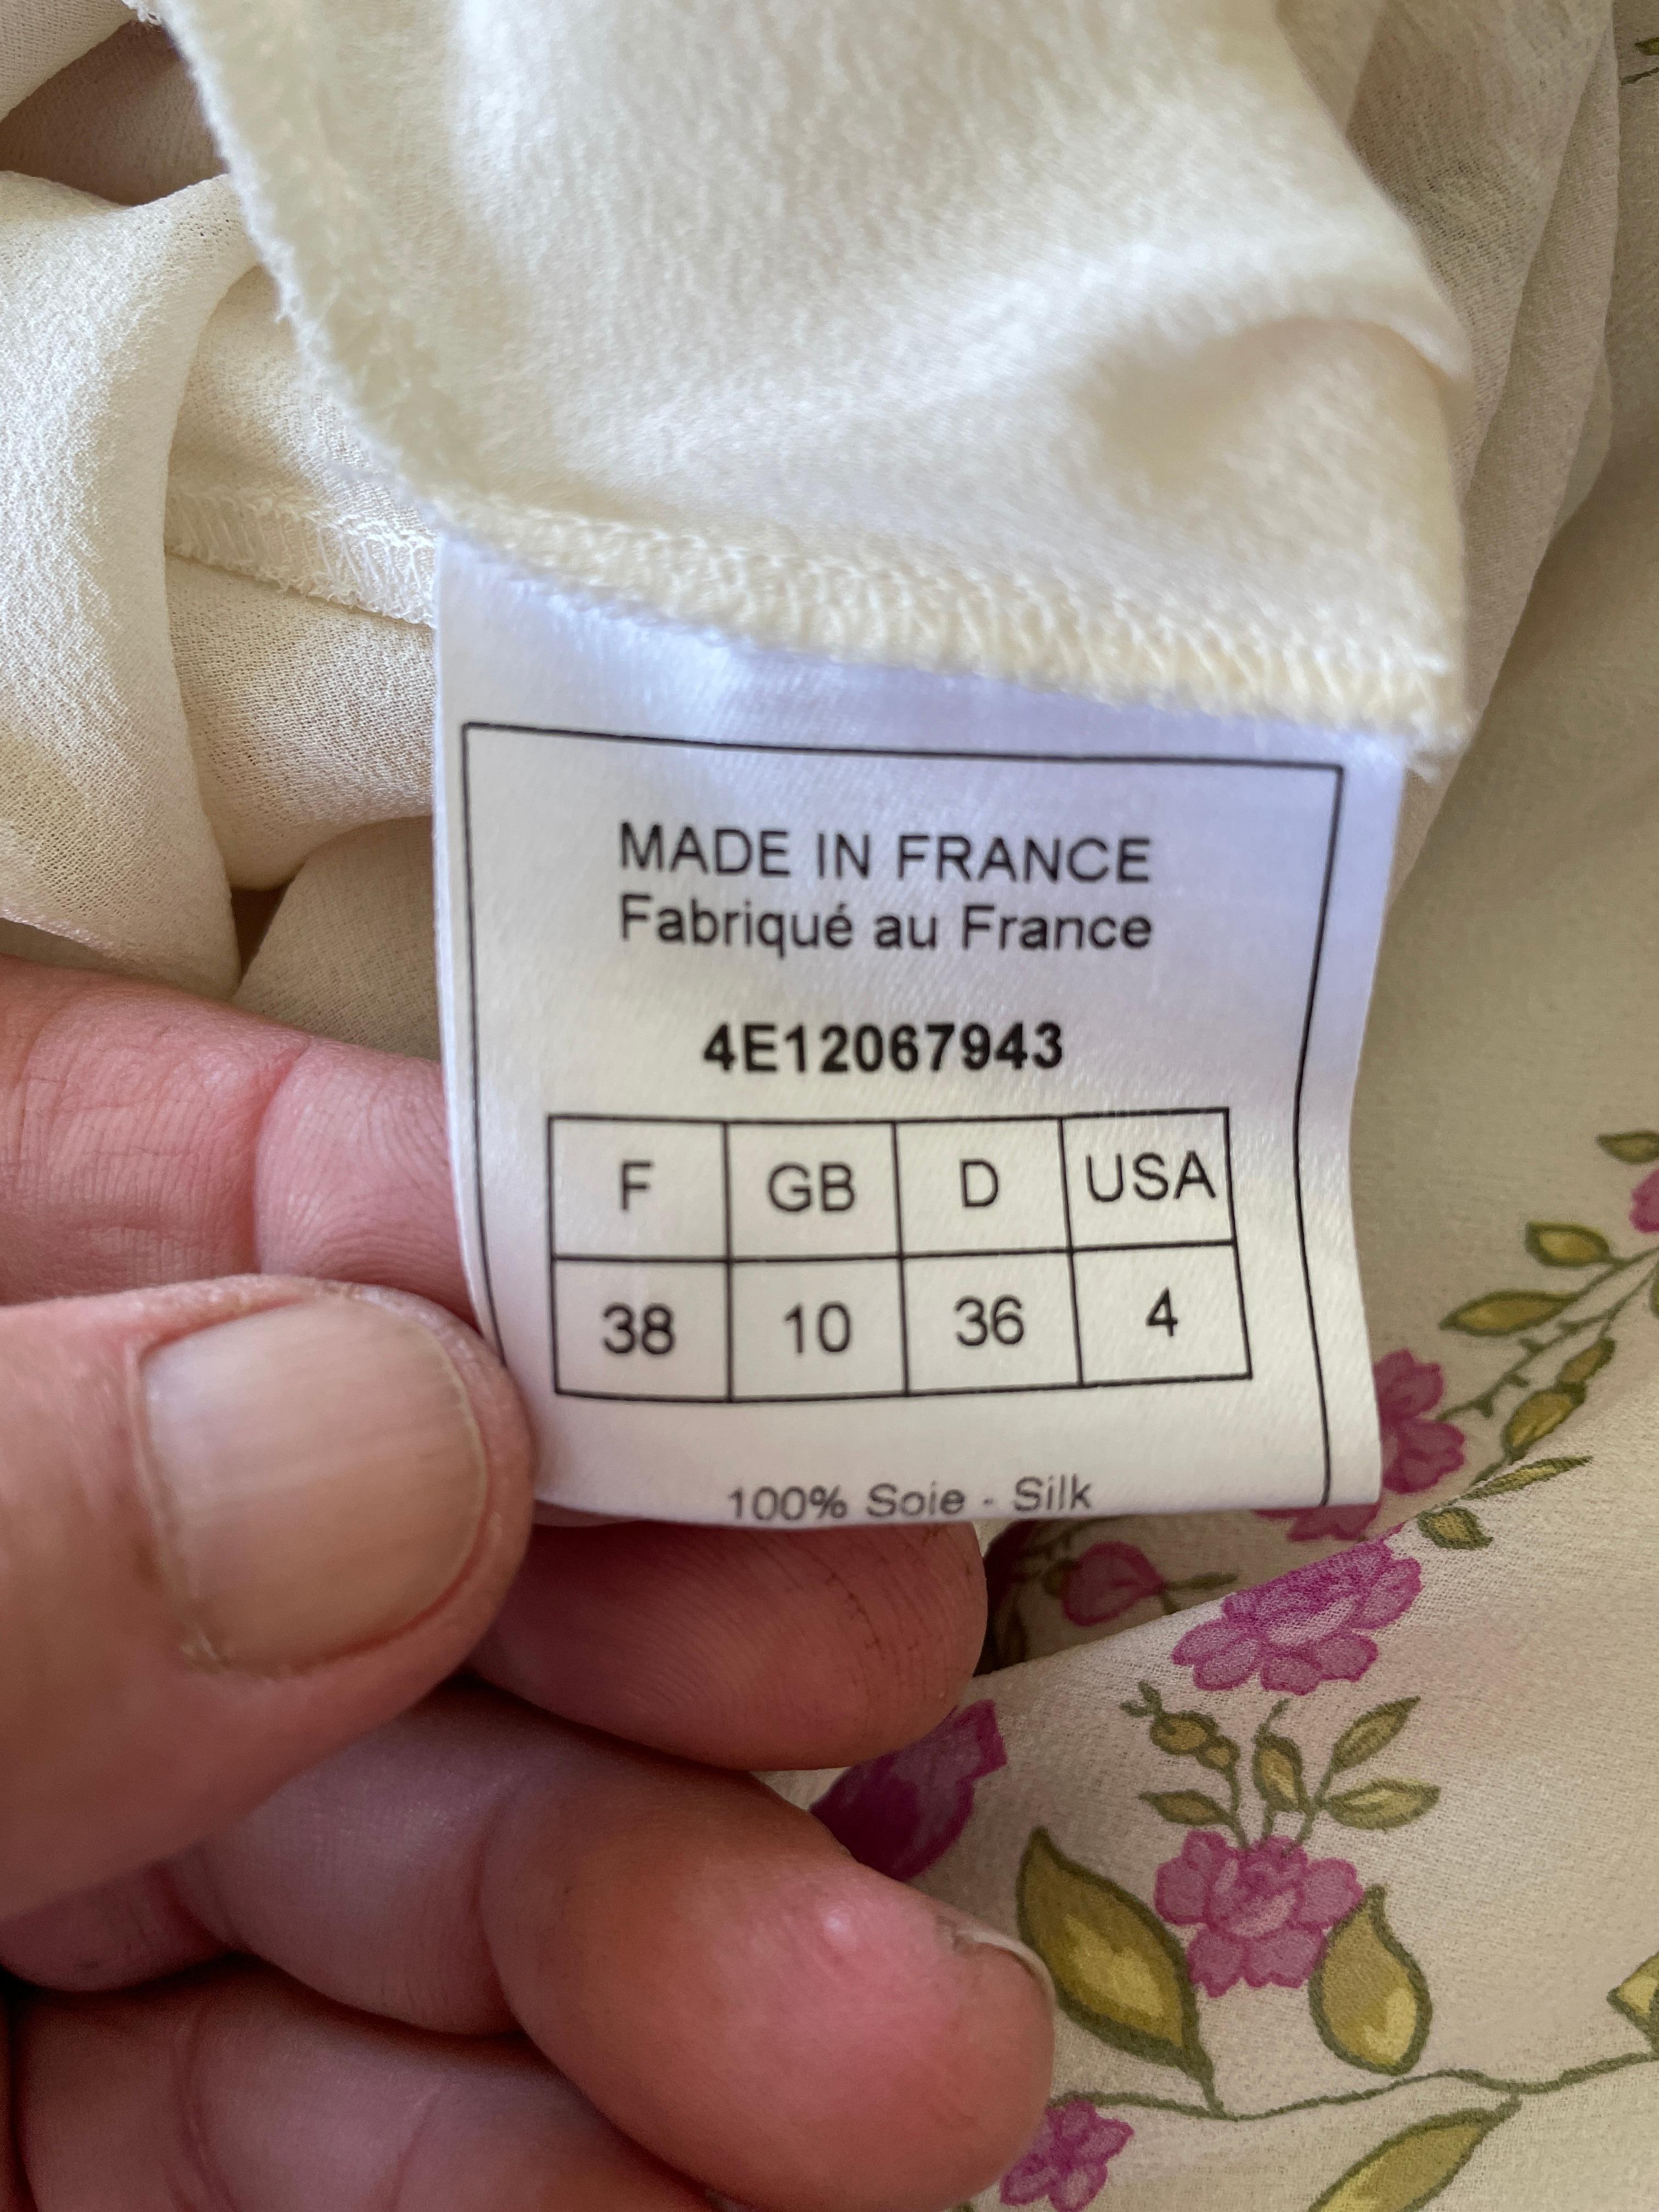 MADE IN FRANCE
Fabriqué au France
4E12067943
F GB D USA
38 10 36 4
100% Soie - Silk